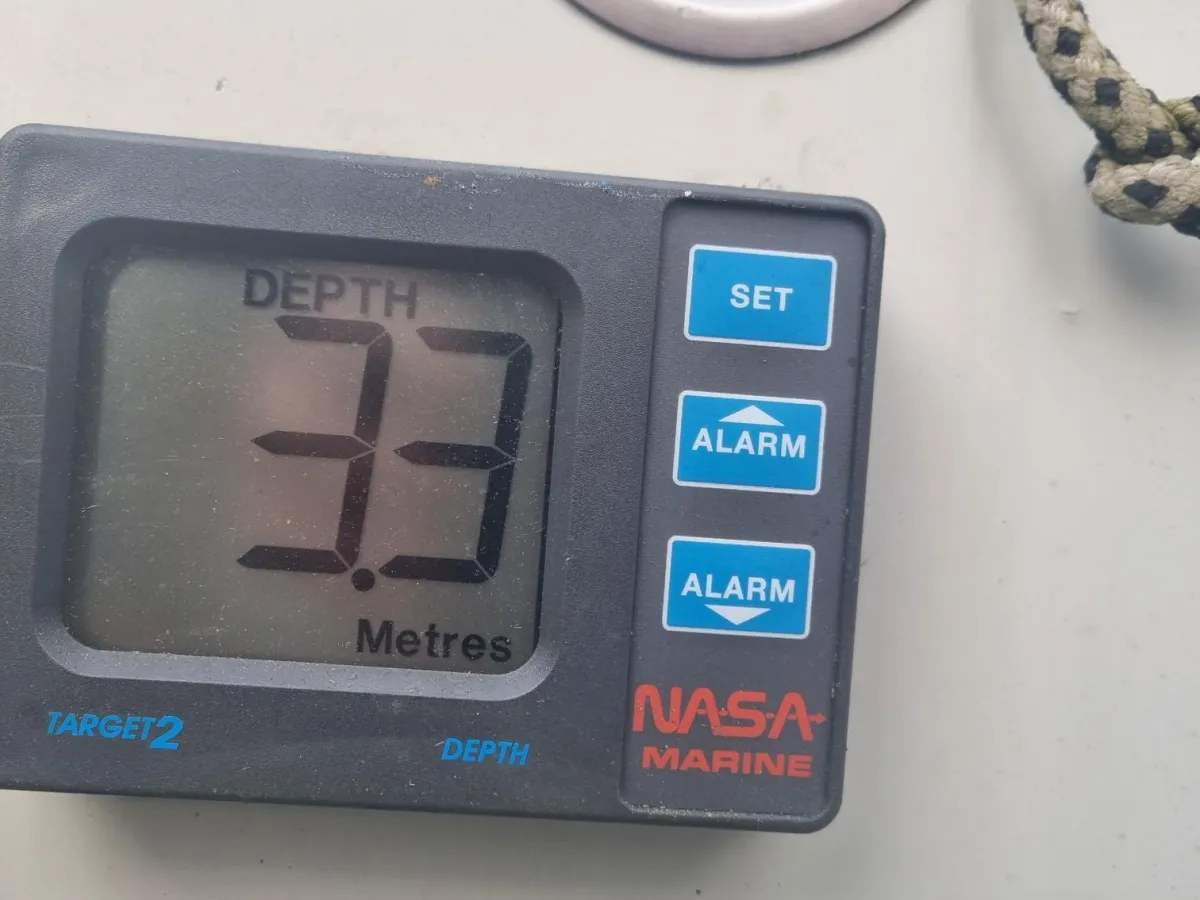 DEPTH
3.3
Metres
SET
ALARM
ALARM
TARGET2
DEPTH
NASA
MARINE